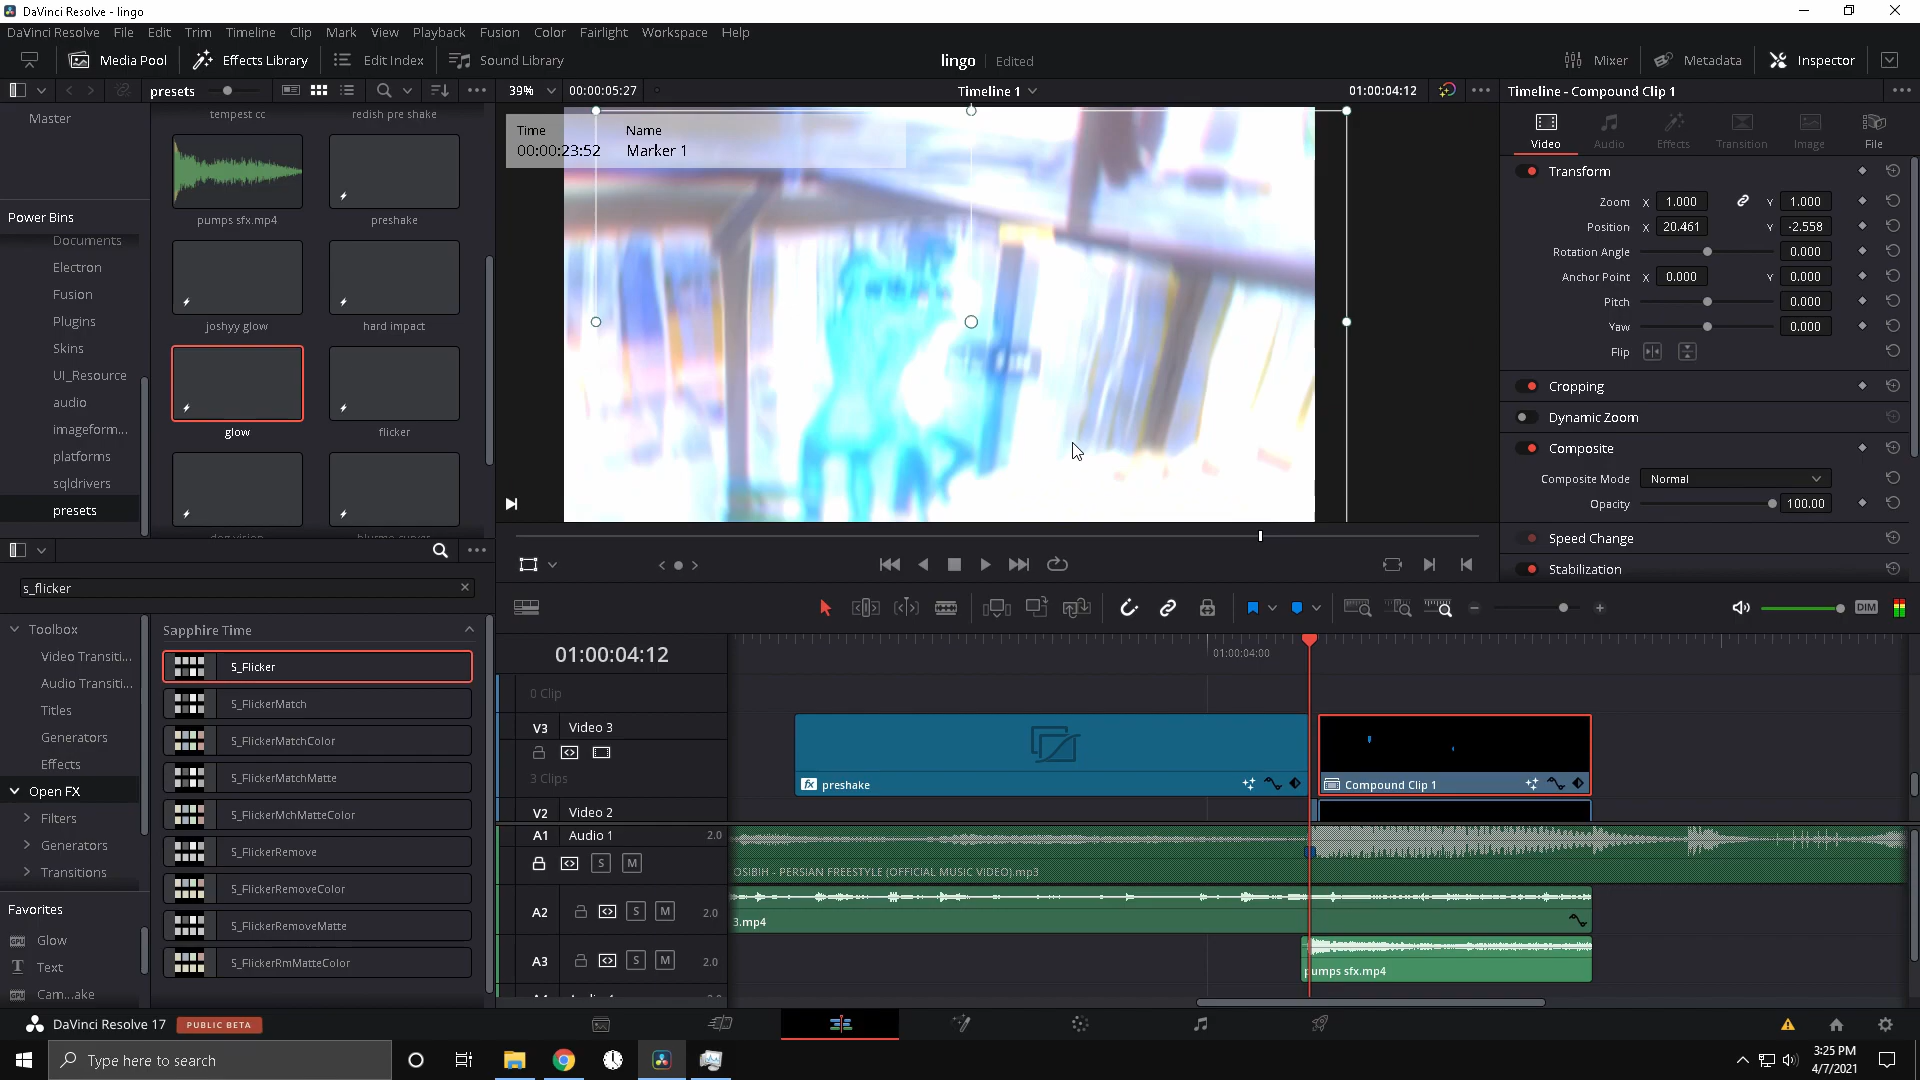 DaVinci Resolve - lingo
DaVinci Resolve File Edit Trim Timeline Clip Mark View Playback Fusion Color Fairlight Workspace Help
Media Pool Effects Library Edit Index Sound Library lingo Edited Mixer Metadata Inspector
presets 39% 00:00:05:27 Timeline 1 01:00:04:12 Timeline - Compound Clip 1
Master
tempest cc redish pre shake
Time Name
00:00:23:52 Marker 1
Video Audio Effects Transition Image File
Transform
Zoom X 1.000 Y 1.000
Position X 20.461 Y -2.558
Rotation Angle 0.000
Anchor Point X 0.000 Y 0.000
Pitch 0.000
Yaw 0.000
Flip
Cropping
Dynamic Zoom
Composite
Composite Mode Normal
Opacity 100.00
Speed Change
Stabilization
Power Bins
Documents
Electron
Fusion
Plugins
Skins
UI_Resource
audio
imageform...
platforms
sqldrivers
presets
pumps sfx.mp4 preshake
joshyy glow hard impact
glow flicker
s_flicker
Toolbox
Video Transiti...
Audio Transiti...
Titles
Generators
Effects
Open FX
Filters
Generators
Transitions
Favorites
Glow
Text
Cam...ake
Sapphire Time
S_Flicker
S_FlickerMatch
S_FlickerMatchColor
S_FlickerMatchMatte
S_FlickerMchMatteColor
S_FlickerRemove
S_FlickerRemoveColor
S_FlickerRemoveMatte
S_FlickerRmMatteColor
DIM
01:00:04:12 01:00:04:00
0 Clip
V3 Video 3
3 Clips
fx preshake Compound Clip 1
V2 Video 2
A1 Audio 1 2.0
S M
OSIBIH - PERSIAN FREESTYLE (OFFICIAL MUSIC VIDEO).mp3
A2 S M 2.0
3.mp4
A3 S M 2.0
pumps sfx.mp4
DaVinci Resolve 17 PUBLIC BETA
Type here to search
3:25 PM
4/7/2021